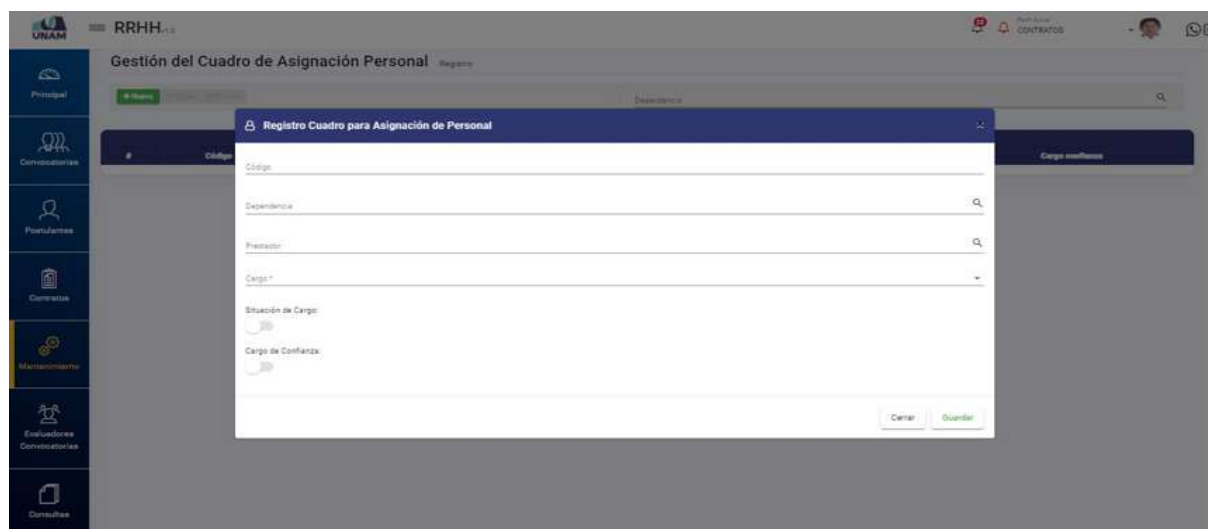 UNAM
RRHH
CONTRATOS
Gestión del Cuadro de Asignación Personal Registro
Principal
+ Nuevo
Dependencia
Registro Cuadro para Asignación de Personal
#
Código
Cargo confianza
Convocatorias
Código
Dependencia
Postulantes
Prestador
Cargo *
Contratos
Situación de Cargo:
Mantenimiento
Cargo de Confianza:
Cerrar
Guardar
Evaluadores
Convocatorias
Consultas